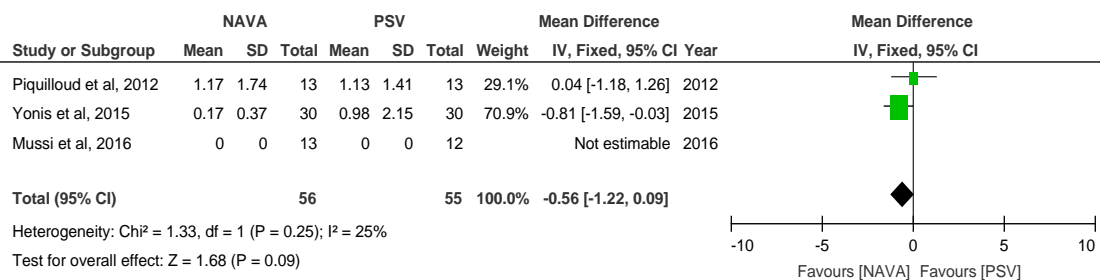 NAVA PSV Mean Difference Mean Difference
Study or Subgroup Mean SD Total Mean SD Total Weight IV, Fixed, 95% CI Year IV, Fixed, 95% CI
Piquilloud et al, 2012 1.17 1.74 13 1.13 1.41 13 29.1% 0.04 [-1.18, 1.26] 2012
Yonis et al, 2015 0.17 0.37 30 0.98 2.15 30 70.9% -0.81 [-1.59, -0.03] 2015
Mussi et al, 2016 0 0 13 0 0 12 Not estimable 2016
Total (95% CI) 56 55 100.0% -0.56 [-1.22, 0.09]
Heterogeneity: Chi² = 1.33, df = 1 (P = 0.25); I² = 25%
Test for overall effect: Z = 1.68 (P = 0.09)
-10 -5 0 5 10
Favours [NAVA] Favours [PSV]